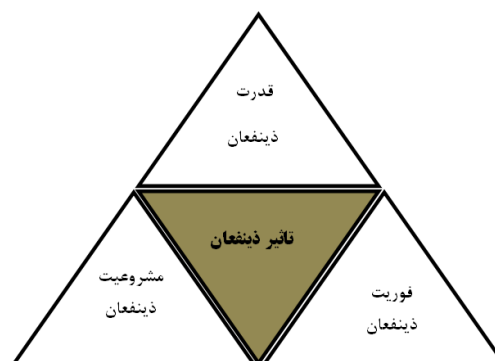 قدرت
ذینفعان
تاثیر ذینفعان
مشروعیت
ذینفعان
فوریت
ذینفعان